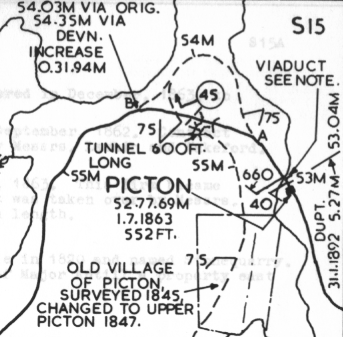 54.03M VIA ORIG.
54.35M VIA
DEVN.
INCREASE
0.31.94M
54M
S15
VIADUCT
SEE NOTE.
B
45
75
75
A
TUNNEL 600FT.
LONG
55M
55M
PICTON
52.77.69M
1.7.1863
552FT.
660
40
53M
53.04M
DUPT.
31.1.1892 5.27M
75
OLD VILLAGE
OF PICTON,
SURVEYED 1845,
CHANGED TO UPPER
PICTON 1847.